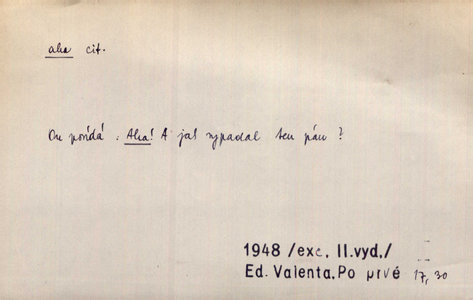 aha cit.
On povídá: Aha! A jak vypadal ten pán?
1948 /exc. II.vyd./
Ed. Valenta, Po prvé 17, 30